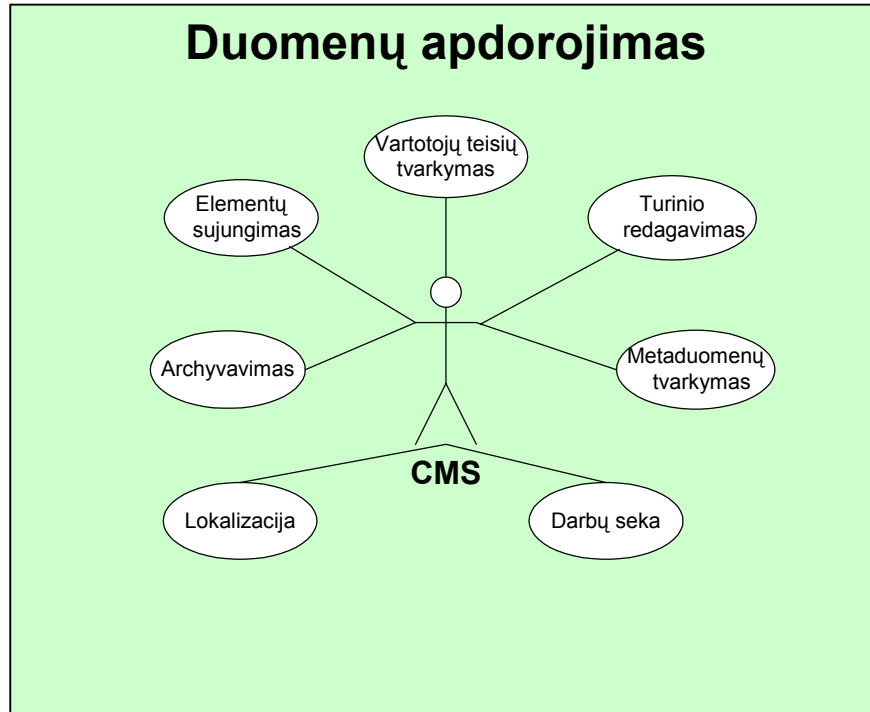 Duomenų apdorojimas
Vartotojų teisių
tvarkymas
Elementų
sujungimas
Turinio
redagavimas
Archyvavimas
Metaduomenų
tvarkymas
CMS
Lokalizacija
Darbų seka